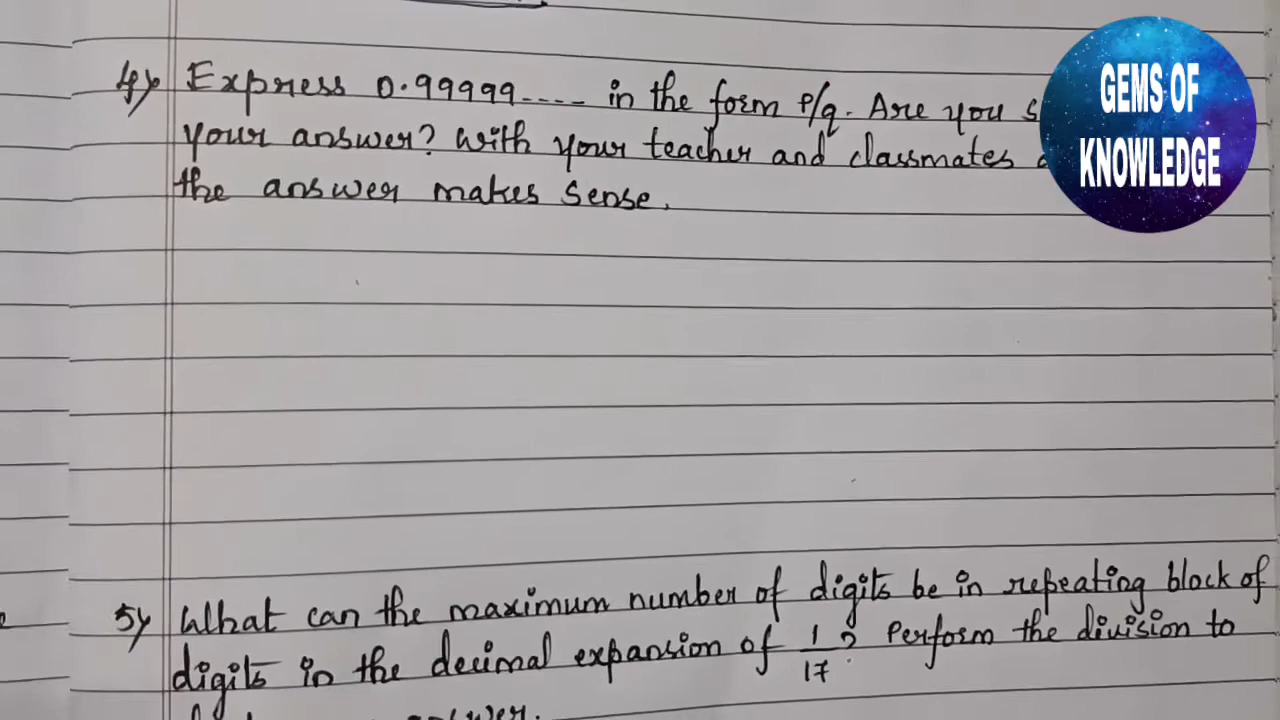 4) Express 0.99999.... in the form P/q. Are you
your answer? With your teacher and classmates
the answer makes sense.
GEMS OF
KNOWLEDGE
5) What can the maximum number of digits be in repeating block of
digits in the decimal expansion of 1/17? Perform the division to
answer.